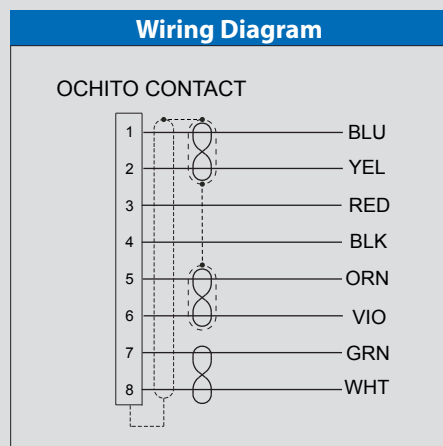 Wiring Diagram
OCHITO CONTACT
1 BLU
2 YEL
3 RED
4 BLK
5 ORN
6 VIO
7 GRN
8 WHT